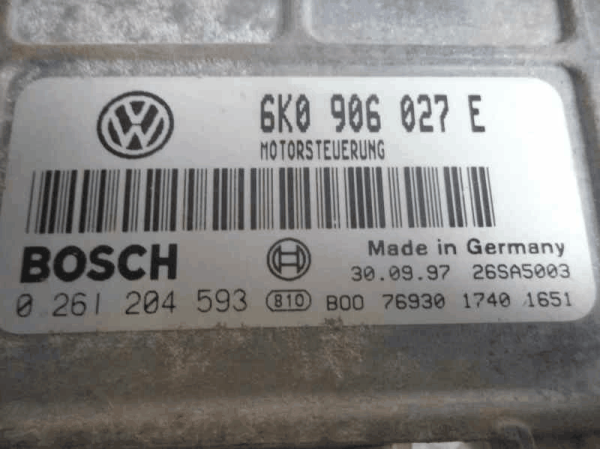 6K0 906 027 E
MOTORSTEUERUNG
BOSCH
Made in Germany
30.09.97 26SA5003
0 261 204 593 810 B00 76930 1740 1651